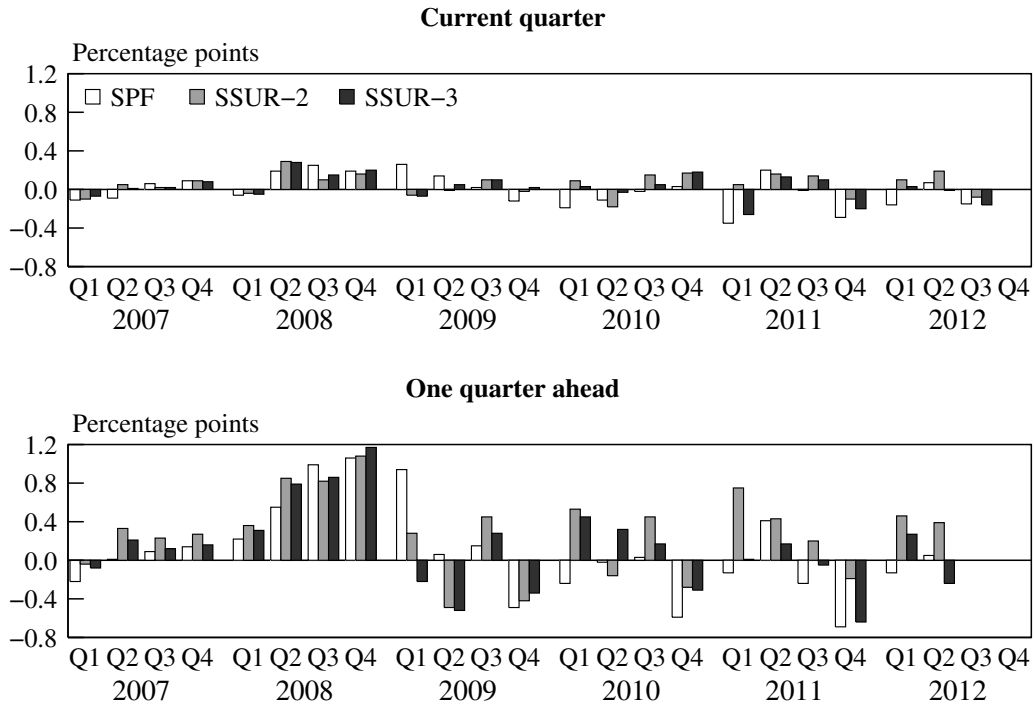 Current quarter
Percentage points
1.2
0.8
0.4
0.0
−0.4
−0.8
SPF SSUR−2 SSUR−3
Q1 Q2 Q3 Q4 Q1 Q2 Q3 Q4 Q1 Q2 Q3 Q4 Q1 Q2 Q3 Q4 Q1 Q2 Q3 Q4 Q1 Q2 Q3 Q4
2007 2008 2009 2010 2011 2012
One quarter ahead
Percentage points
1.2
0.8
0.4
0.0
−0.4
−0.8
Q1 Q2 Q3 Q4 Q1 Q2 Q3 Q4 Q1 Q2 Q3 Q4 Q1 Q2 Q3 Q4 Q1 Q2 Q3 Q4 Q1 Q2 Q3 Q4
2007 2008 2009 2010 2011 2012